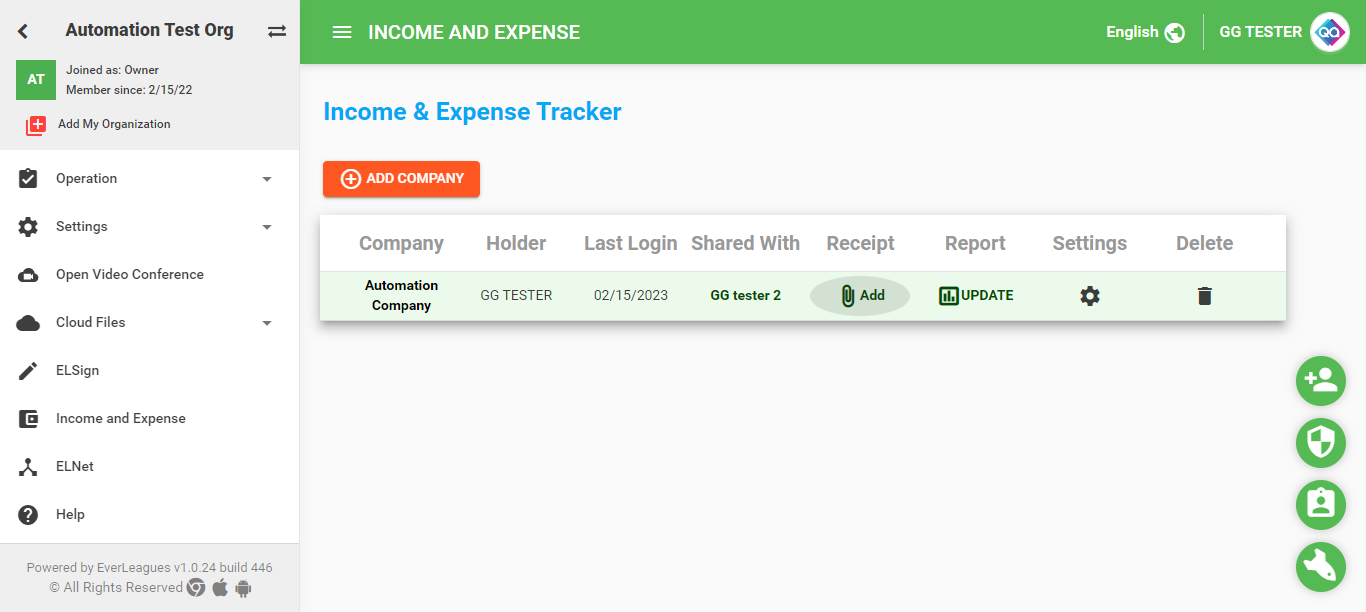 Automation Test Org
AT
Joined as: Owner
Member since: 2/15/22
Add My Organization
Operation
Settings
Open Video Conference
Cloud Files
ELSign
Income and Expense
ELNet
Help
Powered by EverLeagues v1.0.24 build 446
© All Rights Reserved
INCOME AND EXPENSE
English
GG TESTER
QA
Income & Expense Tracker
ADD COMPANY
Company Holder Last Login Shared With Receipt Report Settings Delete
Automation
Company
GG TESTER 02/15/2023 GG tester 2 Add UPDATE